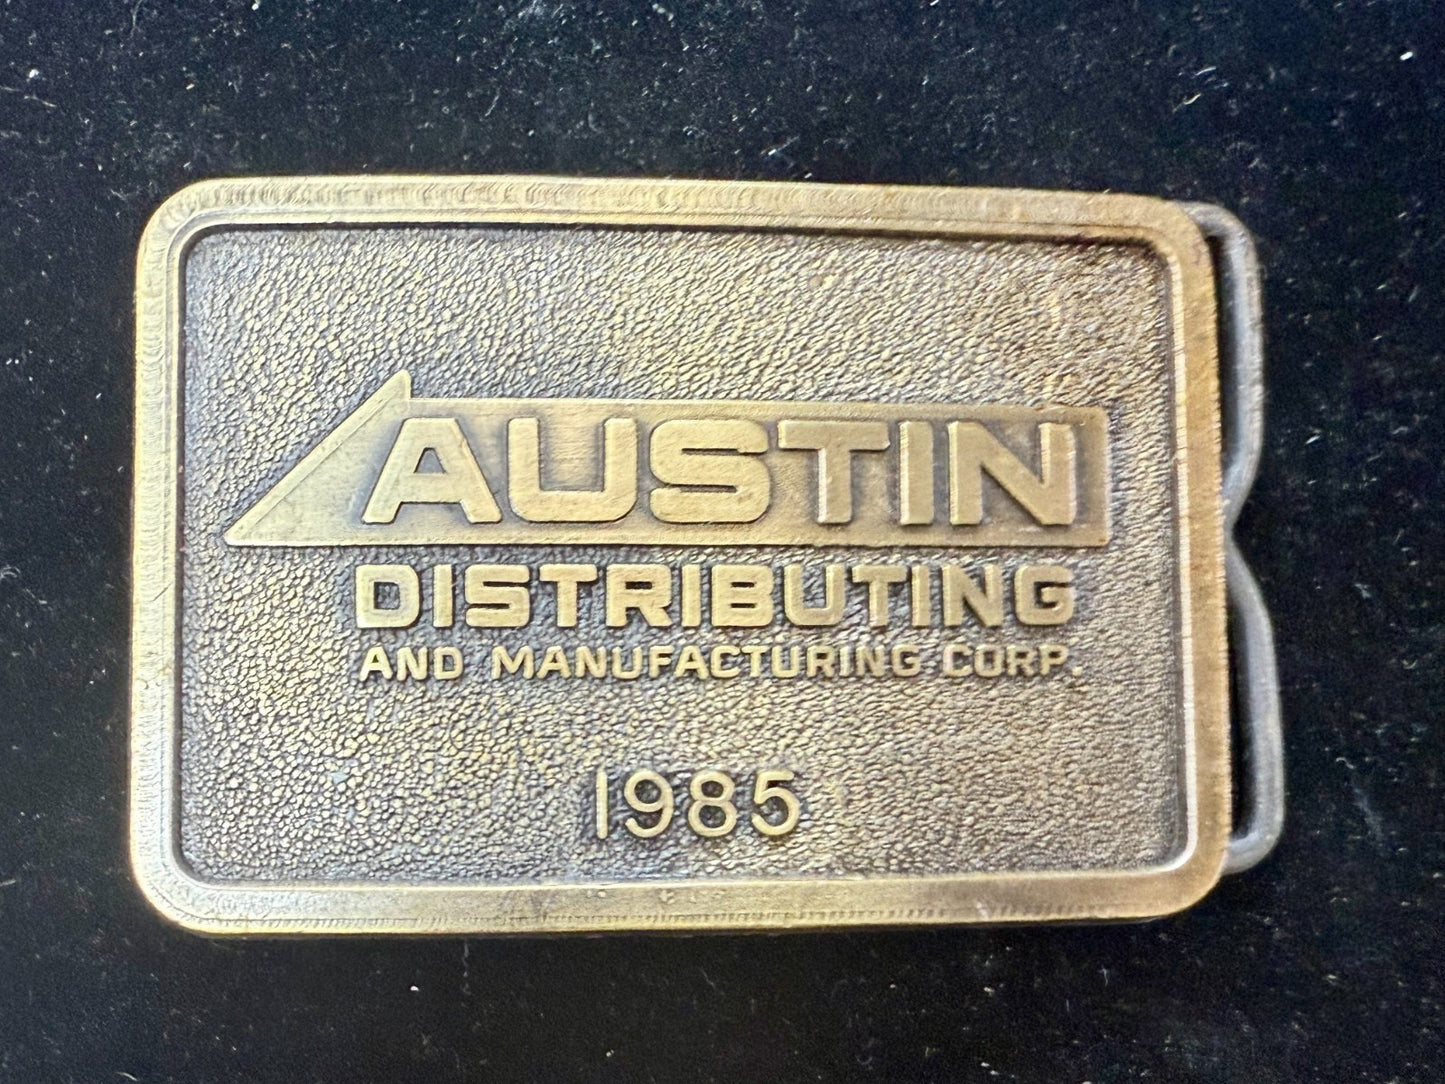 AUSTIN
DISTRIBUTING
AND MANUFACTURING CORP.
1985